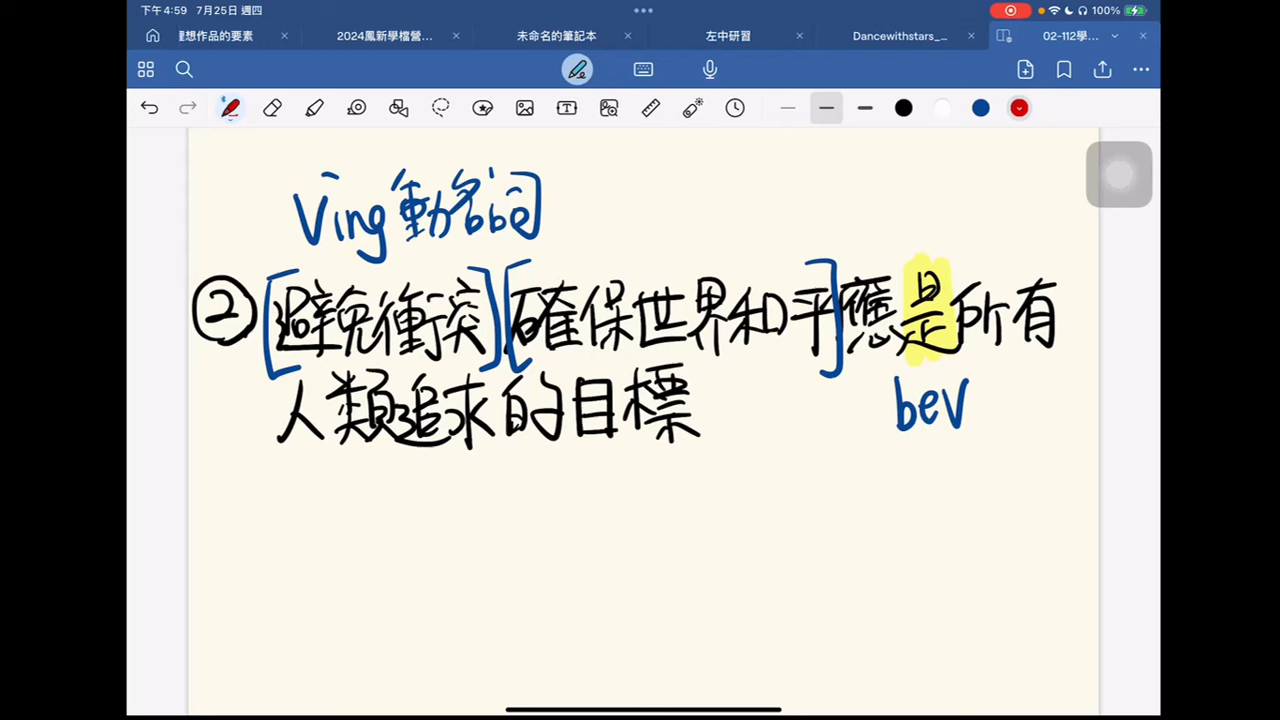 下午4:59 7月25日 週四
100%
理想作品的要素
2024鳳新學檔營...
未命名的筆記本
左中研習
Dancewithstars_...
02-112學...
Ving動名詞
②[避免衝突][確保世界和平]應是所有
人類追求的目標
beV